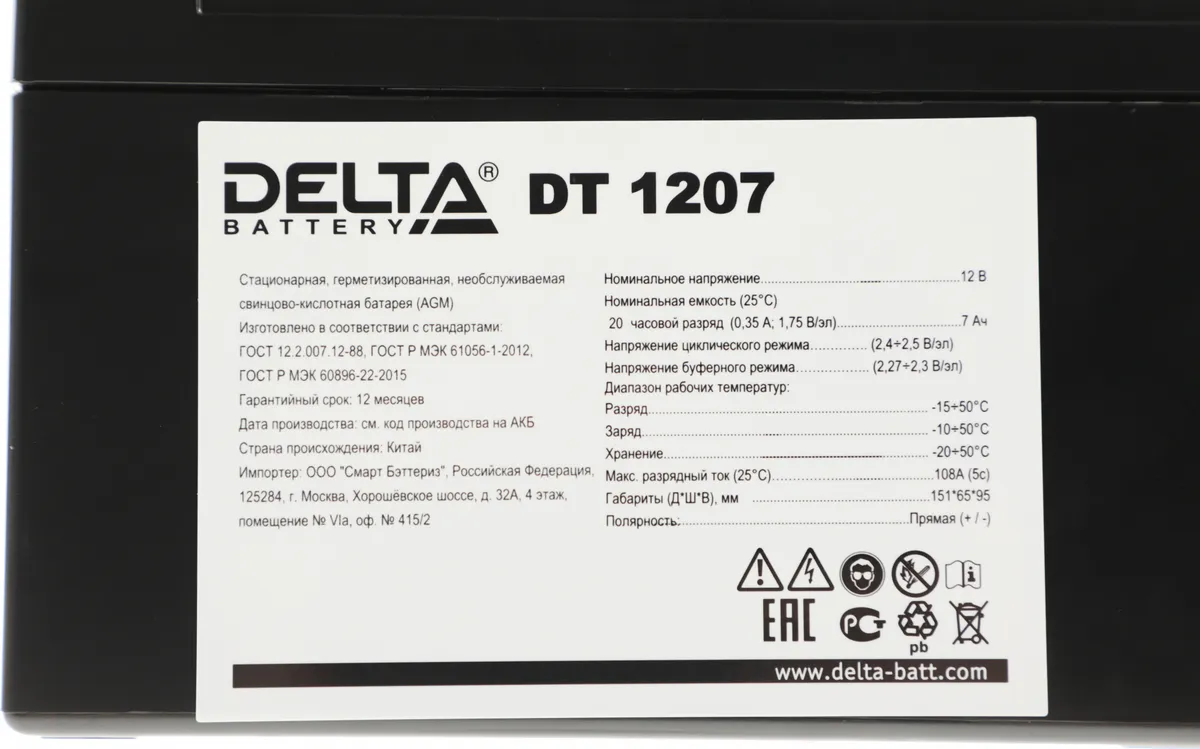 DELTA® DT 1207
BATTERY
Стационарная, герметизированная, необслуживаемая
свинцово-кислотная батарея (AGM)
Изготовлено в соответствии с стандартами:
ГОСТ 12.2.007.12-88, ГОСТ Р МЭК 61056-1-2012,
ГОСТ Р МЭК 60896-22-2015
Гарантийный срок: 12 месяцев
Дата производства: см. код производства на АКБ
Страна происхождения: Китай
Импортер: ООО "Смарт Бэттериз", Российская Федерация,
125284, г. Москва, Хорошёвское шоссе, д. 32А, 4 этаж,
помещение № VIa, оф. № 415/2
Номинальное напряжение 12 В
Номинальная емкость (25°C)
20 часовой разряд (0,35 А; 1,75 В/эл) 7 Ач
Напряжение циклического режима (2,4÷2,5 В/эл)
Напряжение буферного режима (2,27÷2,3 В/эл)
Диапазон рабочих температур:
Разряд -15÷50°C
Заряд -10÷50°C
Хранение -20÷50°C
Макс. разрядный ток (25°C) 108А (5с)
Габариты (Д*Ш*В), мм 151*65*95
Полярность: Прямая (+ / -)
EAC РСТ
pb
www.delta-batt.com